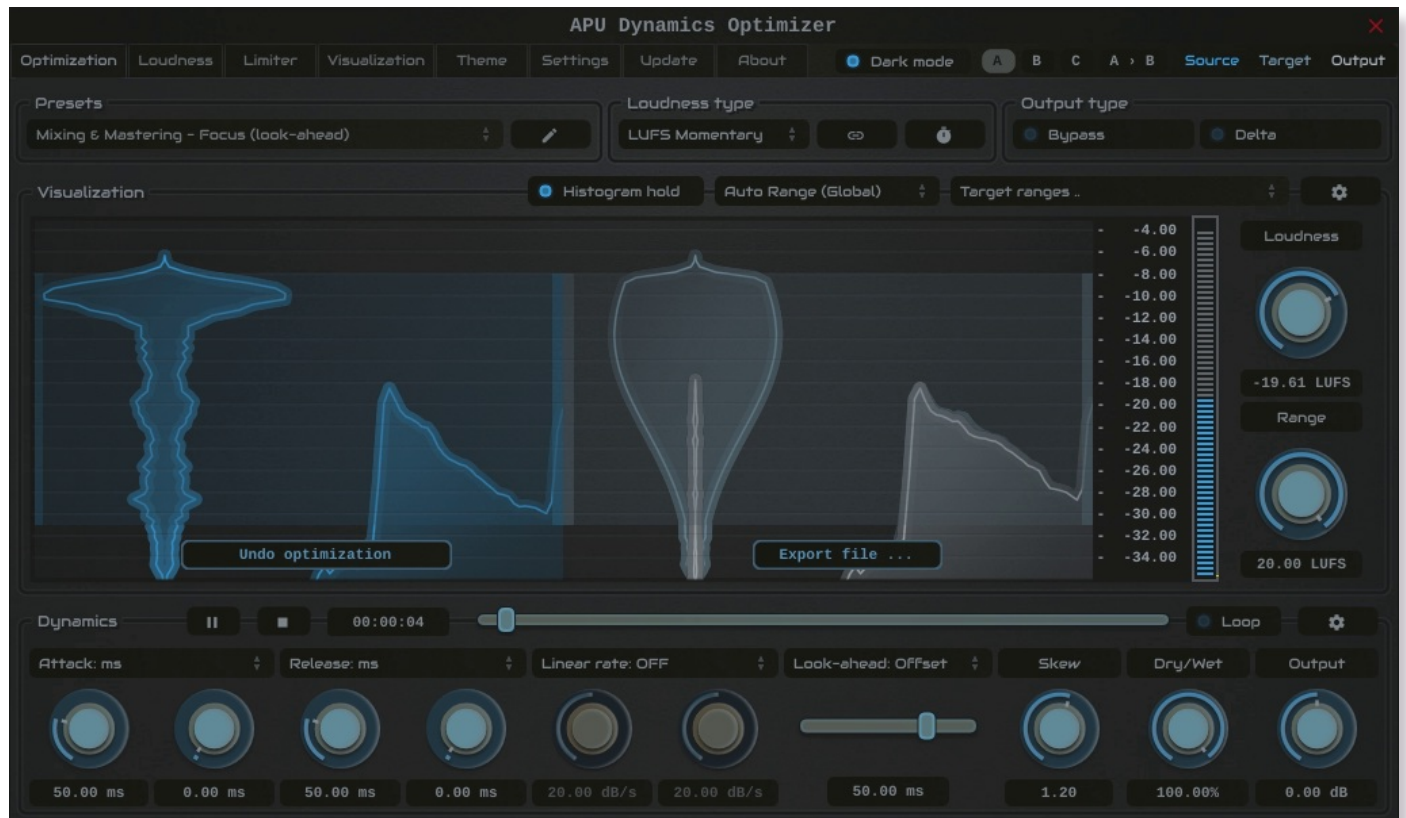 APU Dynamics Optimizer
Optimization Loudness Limiter Visualization Theme Settings Update About Dark mode A B C A › B Source Target Output
Presets Loudness type Output type
Mixing & Mastering - Focus (look-ahead) LUFS Momentary Bypass Delta
Visualization Histogram hold Auto Range (Global) Target ranges ..
- -4.00 Loudness
- -6.00
- -8.00
- -10.00
- -12.00
- -14.00
- -16.00
- -18.00 -19.61 LUFS
- -20.00 Range
- -22.00
- -24.00
- -26.00
- -28.00
- -30.00
- -32.00
Undo optimization Export file ... - -34.00 20.00 LUFS
Dynamics 00:00:04 Loop
Attack: ms Release: ms Linear rate: OFF Look-ahead: Offset Skew Dry/Wet Output
50.00 ms 0.00 ms 50.00 ms 0.00 ms 20.00 dB/s 20.00 dB/s 50.00 ms 1.20 100.00% 0.00 dB